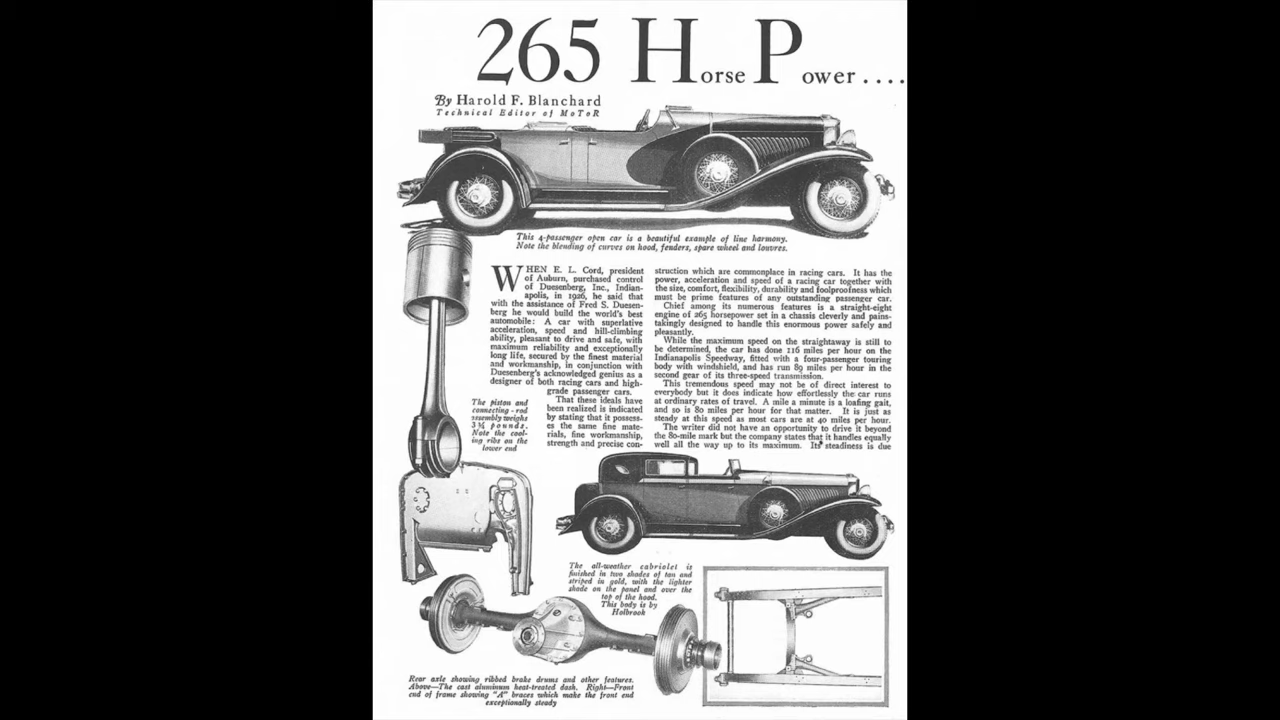 265 Horse Power ....
By Harold F. Blanchard
Technical Editor of MoToR
This 4-passenger open car is a beautiful example of line harmony.
Note the blending of curves on hood, fenders, spare wheel and louvres.
WHEN E. L. Cord, president
of Auburn, purchased control
of Duesenberg, Inc., Indian-
apolis, in 1926, he said that
with the assistance of Fred S. Duesen-
berg he would build the world's best
automobile: A car with superlative
acceleration, speed and hill-climbing
ability, pleasant to drive and safe, with
maximum reliability and exceptionally
long life, secured by the finest material
and workmanship, in conjunction with
Duesenberg's acknowledged genius as a
designer of both racing cars and high-
grade passenger cars.
That these ideals have
been realized is indicated
by stating that it possess-
es the same fine mate-
rials, fine workmanship,
strength and precise con-
struction which are commonplace in racing cars. It has the
power, acceleration and speed of a racing car together with
the size, comfort, flexibility, durability and foolproofness which
must be prime features of any outstanding passenger car.
Chief among its numerous features is a straight-eight
engine of 265 horsepower set in a chassis cleverly and pains-
takingly designed to handle this enormous power safely and
pleasantly.
While the maximum speed on the straightaway is still to
be determined, the car has done 116 miles per hour on the
Indianapolis Speedway, fitted with a four-passenger touring
body with windshield, and has run 89 miles per hour in the
second gear of its three-speed transmission.
This tremendous speed may not be of direct interest to
everybody but it does indicate how effortlessly the car runs
at ordinary rates of travel. A mile a minute is a loafing gait,
and so is 80 miles per hour for that matter. It is just as
steady at this speed as most cars are at 40 miles per hour.
The writer did not have an opportunity to drive it beyond
the 80-mile mark but the company states that it handles equally
well all the way up to its maximum. Its steadiness is due
The piston and
connecting-rod
assembly weighs
3¾ pounds.
Note the cool-
ing ribs on the
lower end
The all-weather cabriolet is
finished in two shades of tan and
striped in gold, with the lighter
shade on the panel and over the
top of the hood.
This body is by
Holbrook
Rear axle showing ribbed brake drums and other features.
Above—The cast aluminum heat-treated dash. Right—Front
end of frame showing "A" braces which make the front end
exceptionally steady